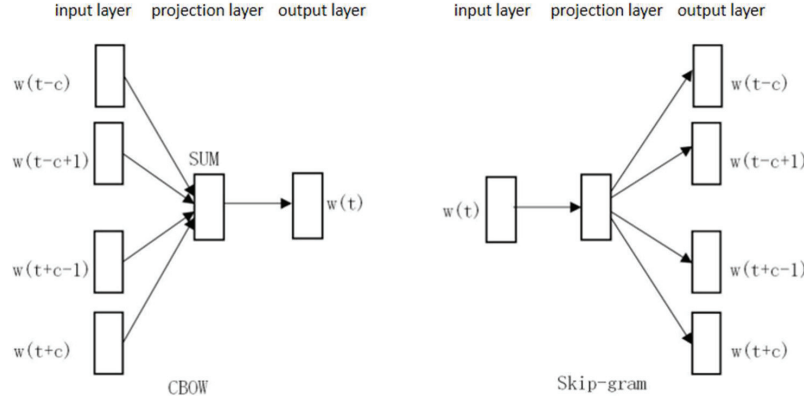 input layer projection layer output layer
w(t-c)
w(t-c+1)
SUM
w(t)
w(t+c-1)
w(t+c)
CBOW
input layer projection layer output layer
w(t-c)
w(t-c+1)
w(t)
w(t+c-1)
w(t+c)
Skip-gram